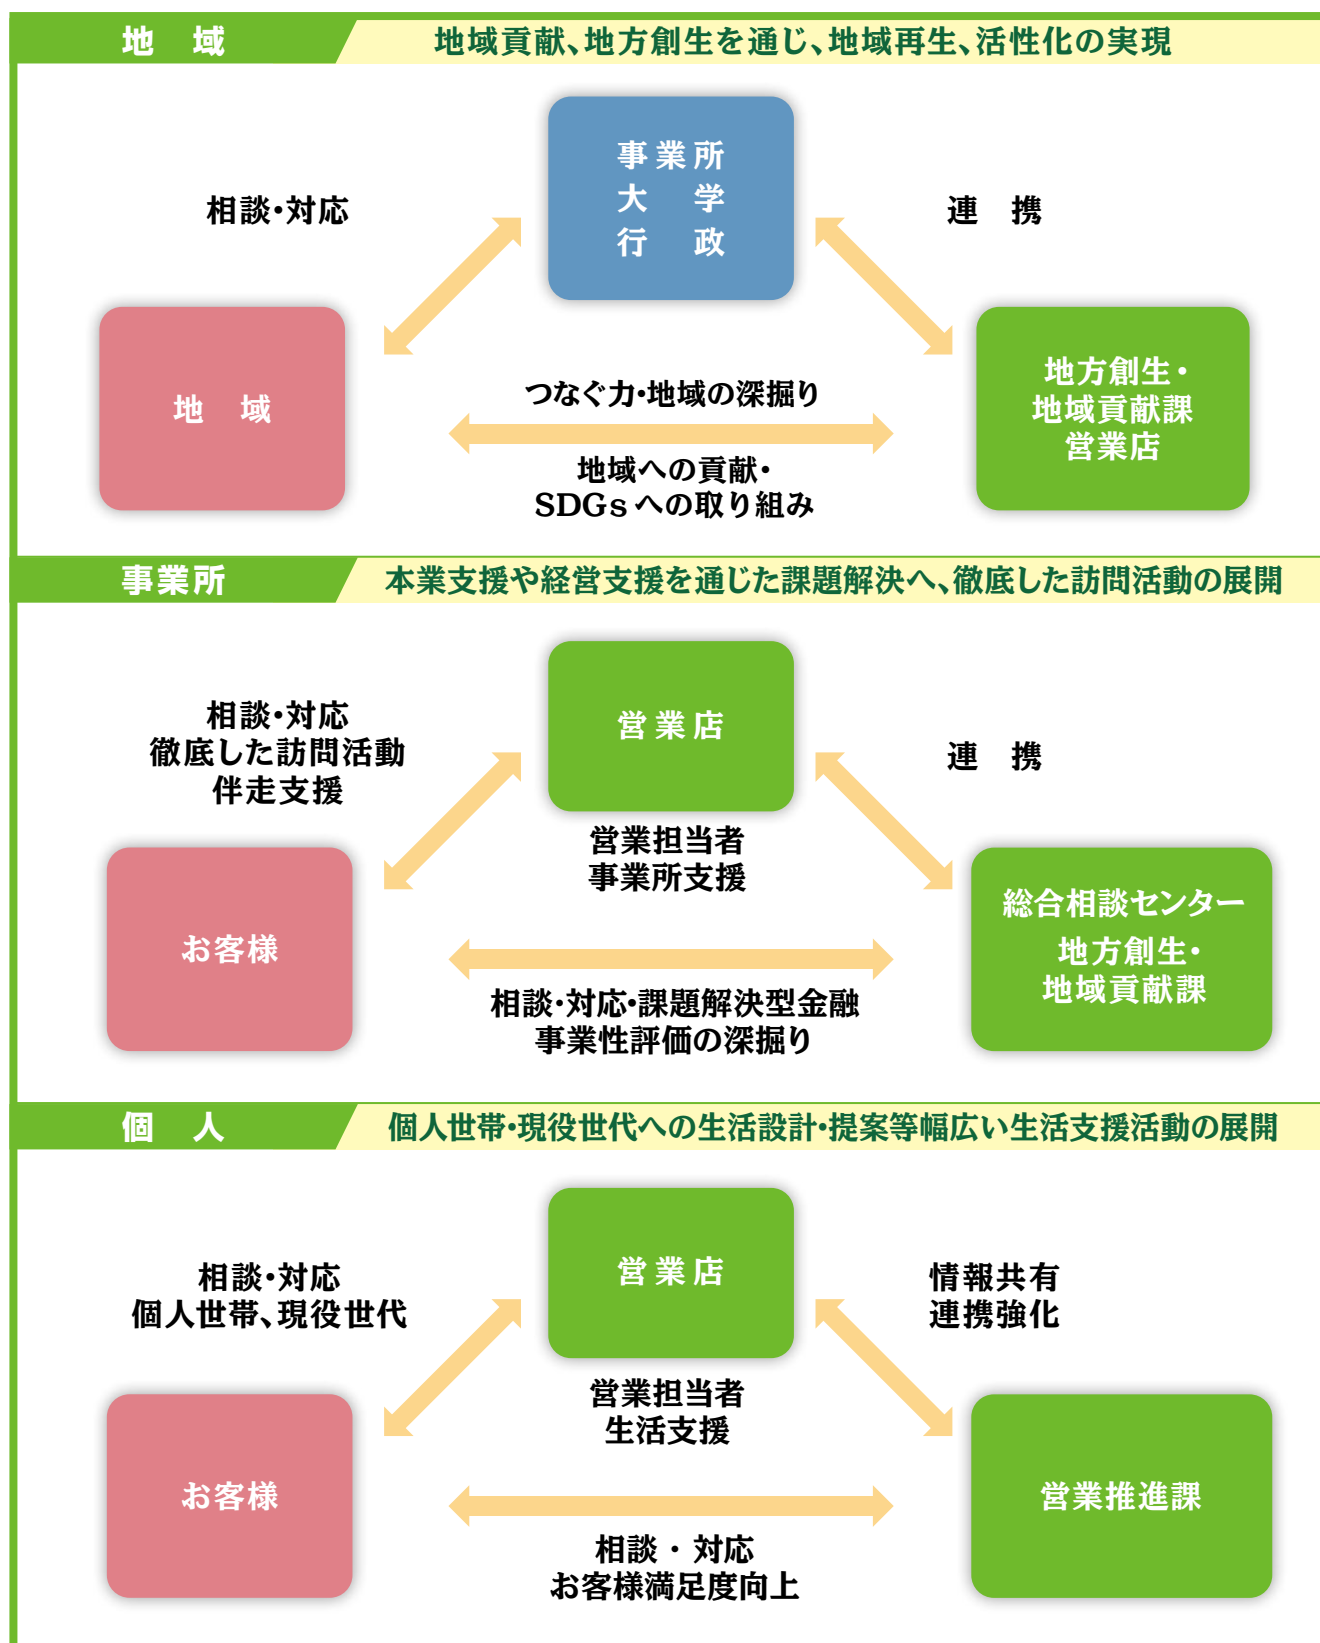 地　域
地域貢献、地方創生を通じ、地域再生、活性化の実現
事業所
大　学
行　政
相談・対応
連　携
地　域
地方創生・
地域貢献課
営業店
つなぐ力・地域の深掘り
地域への貢献・
SDGsへの取り組み
事業所
本業支援や経営支援を通じた課題解決へ、徹底した訪問活動の展開
営業店
相談・対応
徹底した訪問活動
伴走支援
連　携
営業担当者
事業所支援
お客様
総合相談センター
地方創生・
地域貢献課
相談・対応・課題解決型金融
事業性評価の深掘り
個　人
個人世帯・現役世代への生活設計・提案等幅広い生活支援活動の展開
営業店
相談・対応
個人世帯、現役世代
情報共有
連携強化
営業担当者
生活支援
お客様
営業推進課
相談・対応
お客様満足度向上